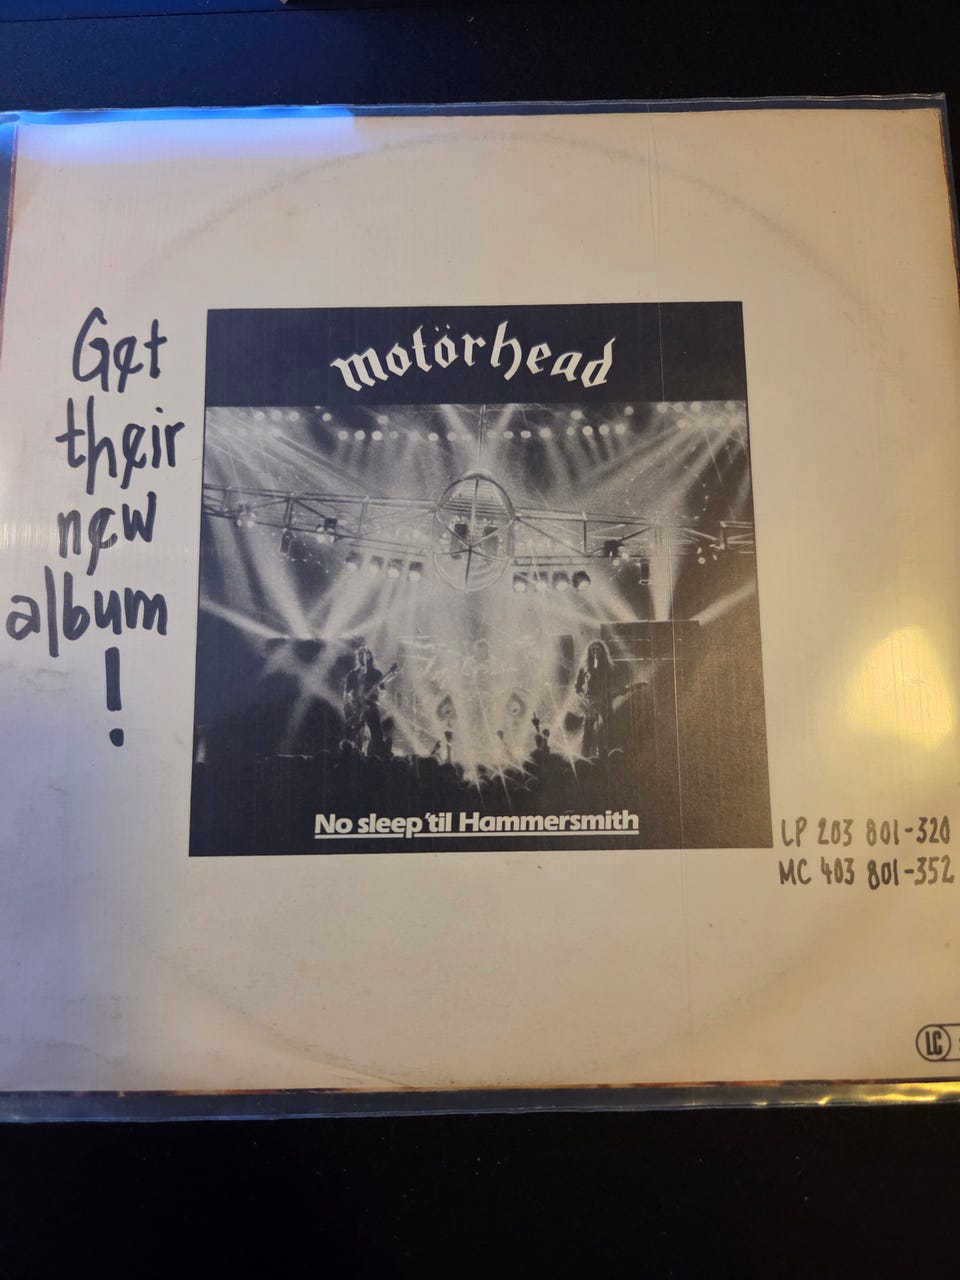 Get
their
new
album
!
motörhead
No sleep 'til Hammersmith
LP 203 801-320
MC 403 801-352
LC